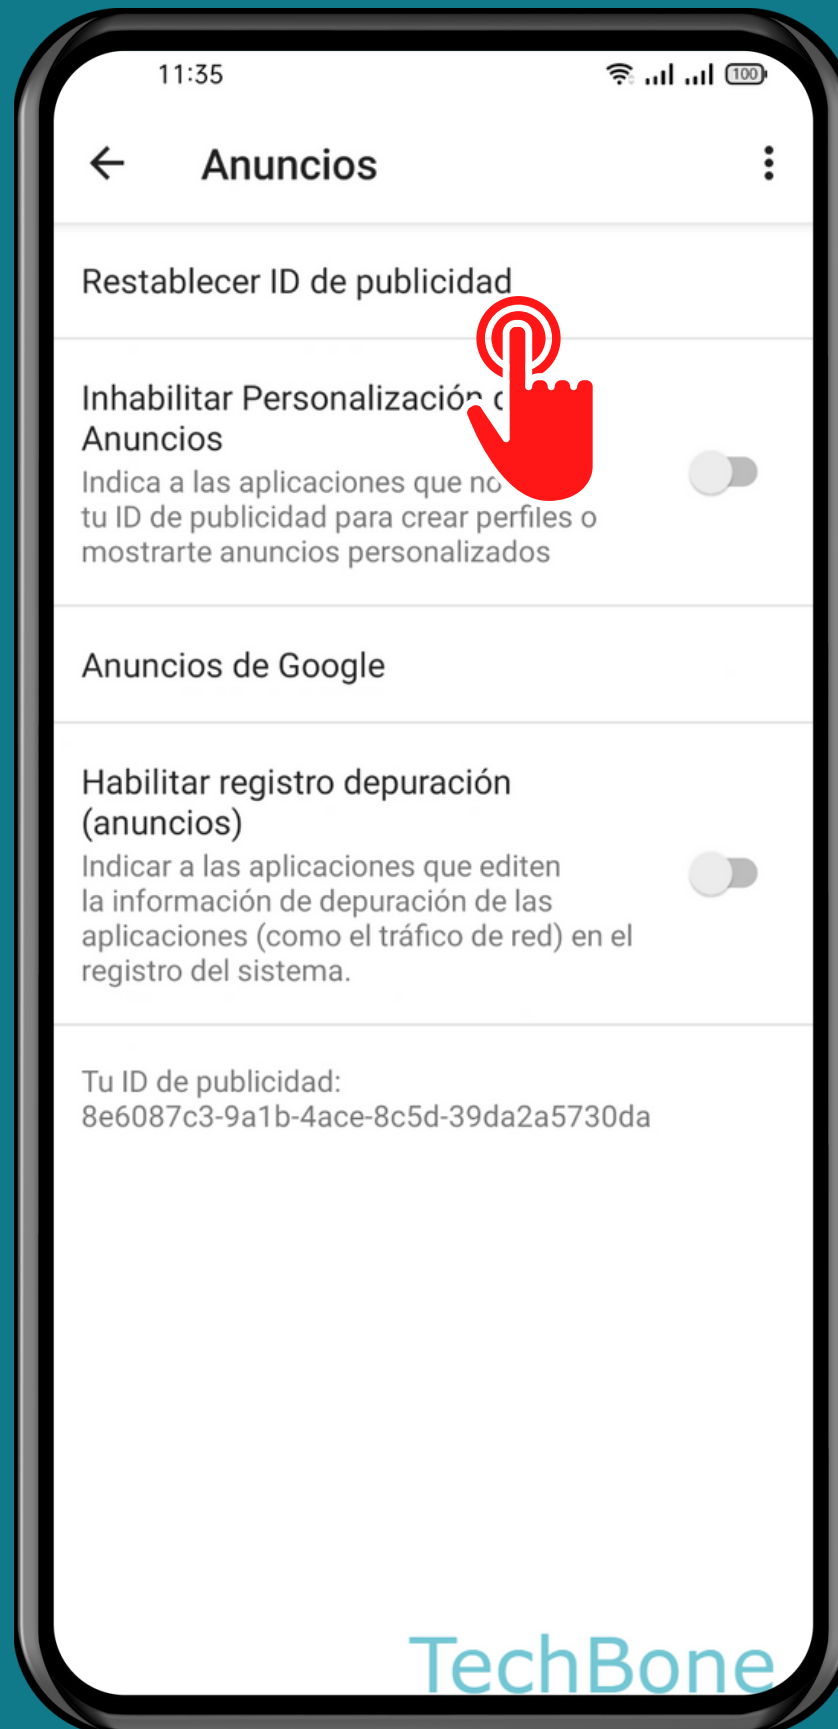 11:35
100
Anuncios
Restablecer ID de publicidad
Inhabilitar Personalización
Anuncios
Indica a las aplicaciones que no
tu ID de publicidad para crear perfiles o
mostrarte anuncios personalizados
Anuncios de Google
Habilitar registro depuración
(anuncios)
Indicar a las aplicaciones que editen
la información de depuración de las
aplicaciones (como el tráfico de red) en el
registro del sistema.
Tu ID de publicidad:
8e6087c3-9a1b-4ace-8c5d-39da2a5730da
TechBone